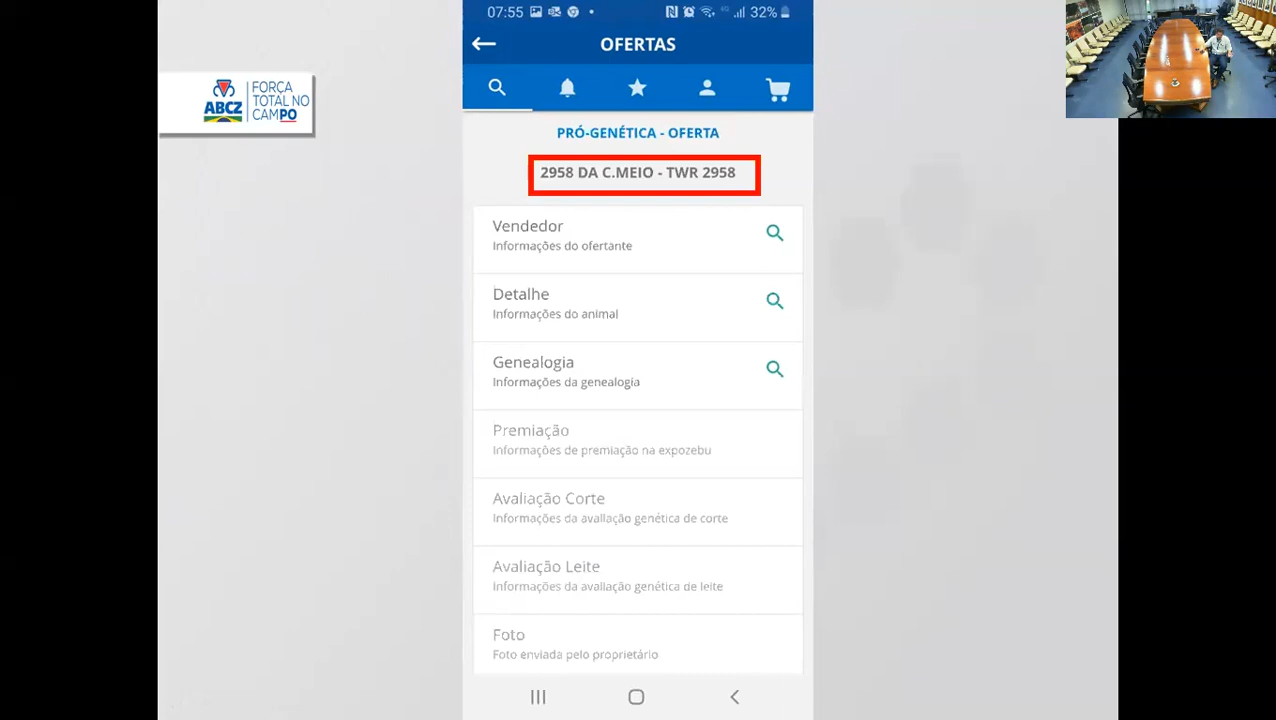 07:55
32%
OFERTAS
ABCZ
FORÇA
TOTAL NO
CAMPO
PRÓ-GENÉTICA - OFERTA
2958 DA C.MEIO - TWR 2958
Vendedor
Informações do ofertante
Detalhe
Informações do animal
Genealogia
Informações da genealogia
Premiação
Informações de premiação na expozebu
Avaliação Corte
Informações da avaliação genética de corte
Avaliação Leite
Informações da avaliação genética de leite
Foto
Foto enviada pelo proprietário